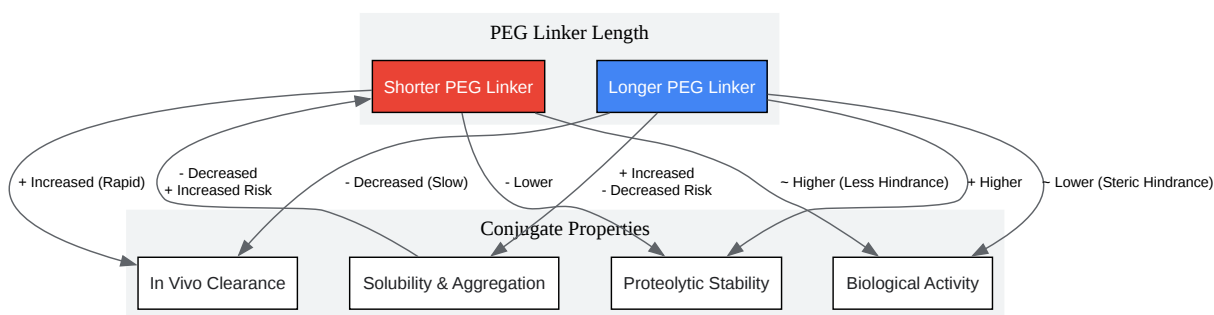 PEG Linker Length
Shorter PEG Linker
Longer PEG Linker
+ Increased (Rapid)
- Decreased
+ Increased Risk
- Decreased (Slow)
- Lower
+ Increased
- Decreased Risk
~ Higher (Less Hindrance)
+ Higher
~ Lower (Steric Hindrance)
Conjugate Properties
In Vivo Clearance
Solubility & Aggregation
Proteolytic Stability
Biological Activity